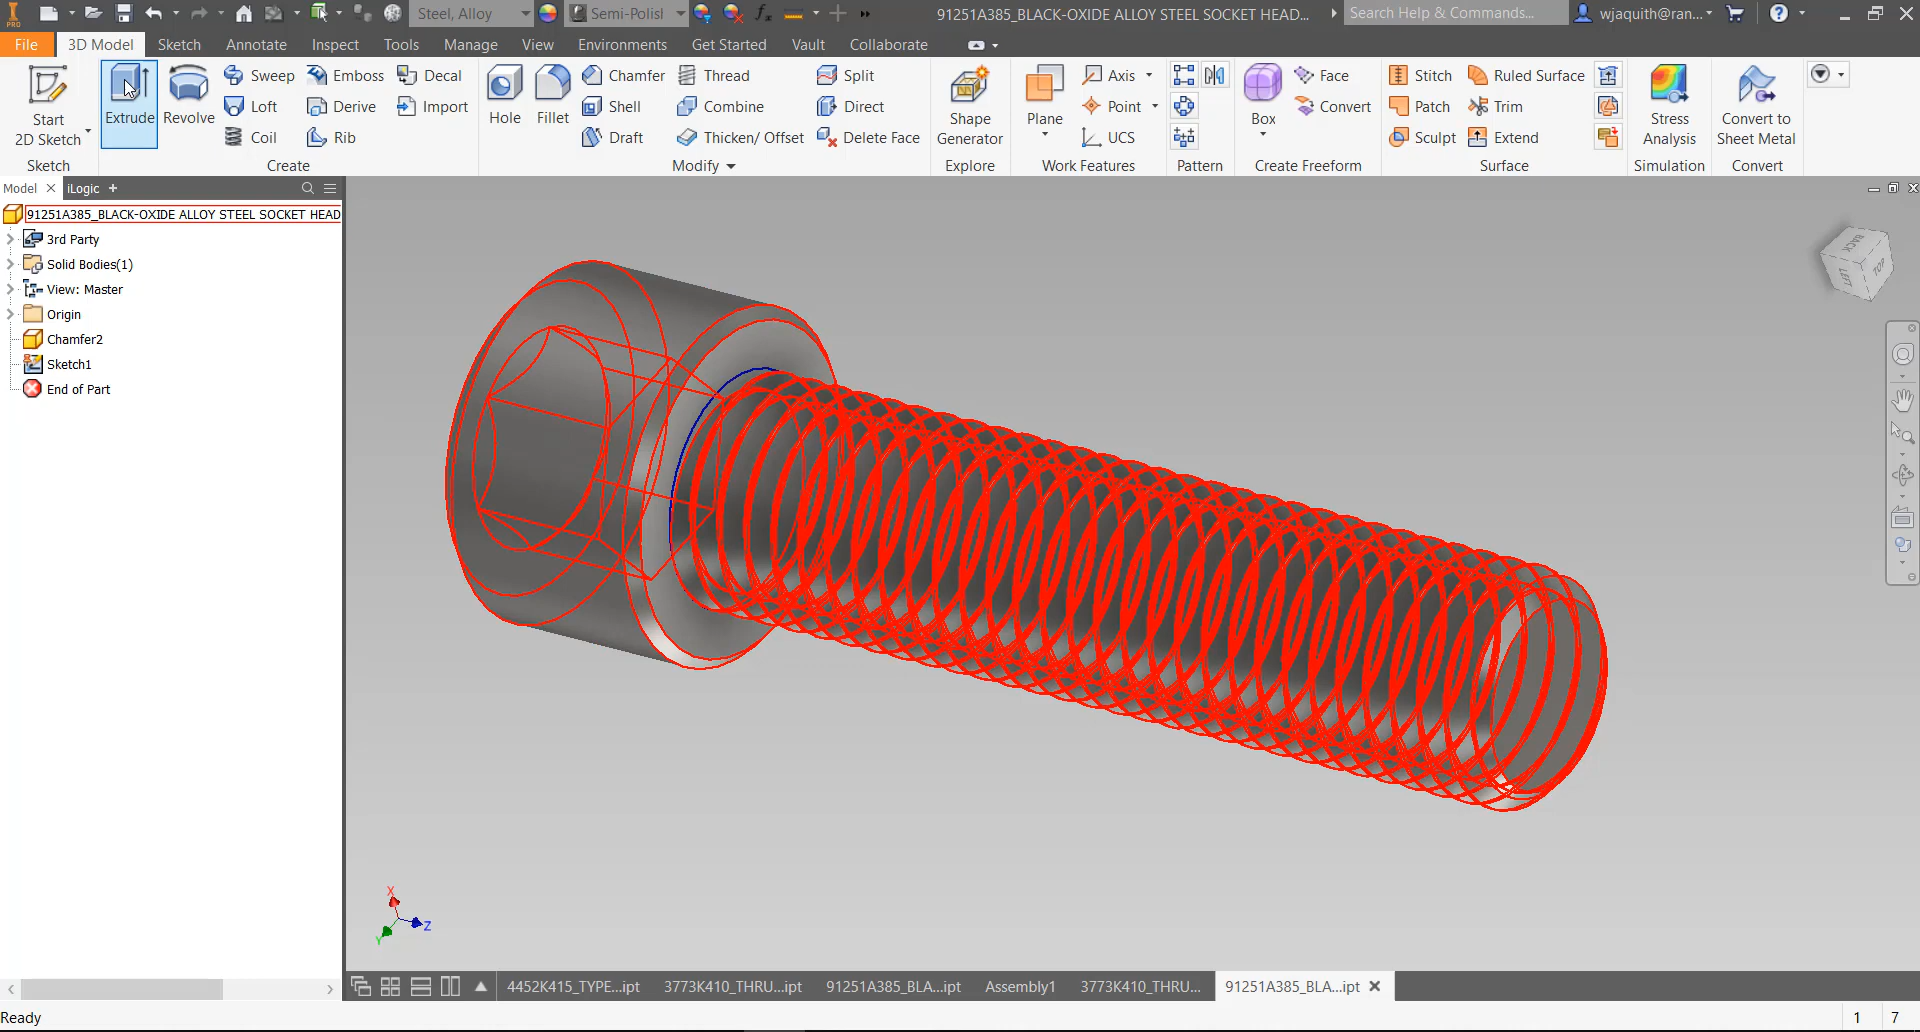 PRO
Steel, Alloy
Semi-Polisl
fx
91251A385_BLACK-OXIDE ALLOY STEEL SOCKET HEAD...
Search Help & Commands...
wjaquith@ran...
File
3D Model
Sketch
Annotate
Inspect
Tools
Manage
View
Environments
Get Started
Vault
Collaborate
Start
2D Sketch
Extrude
Revolve
Sweep
Loft
Coil
Emboss
Derive
Rib
Decal
Import
Hole
Fillet
Chamfer
Shell
Draft
Thread
Combine
Thicken/ Offset
Split
Direct
Delete Face
Shape
Generator
Plane
Axis
Point
UCS
Box
Face
Convert
Stitch
Patch
Sculpt
Ruled Surface
Trim
Extend
Stress
Analysis
Convert to
Sheet Metal
Sketch
Create
Modify
Explore
Work Features
Pattern
Create Freeform
Surface
Simulation
Convert
Model
iLogic
91251A385_BLACK-OXIDE ALLOY STEEL SOCKET HEAD
3rd Party
Solid Bodies(1)
View: Master
Origin
Chamfer2
Sketch1
End of Part
BACK
LEFT
TOP
X
Y
Z
4452K415_TYPE...ipt
3773K410_THRU...ipt
91251A385_BLA...ipt
Assembly1
3773K410_THRU...
91251A385_BLA...ipt
Ready
1
7